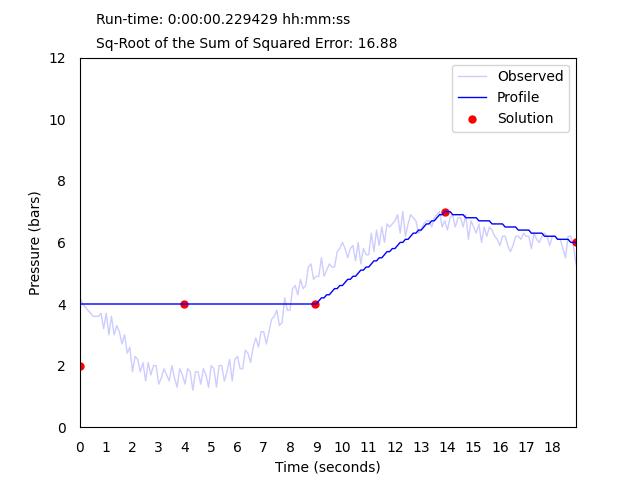 Run-time: 0:00:00.229429 hh:mm:ss
Sq-Root of the Sum of Squared Error: 16.88
12
10
8
6
4
2
0
Pressure (bars)
Observed
Profile
Solution
0 1 2 3 4 5 6 7 8 9 10 11 12 13 14 15 16 17 18
Time (seconds)